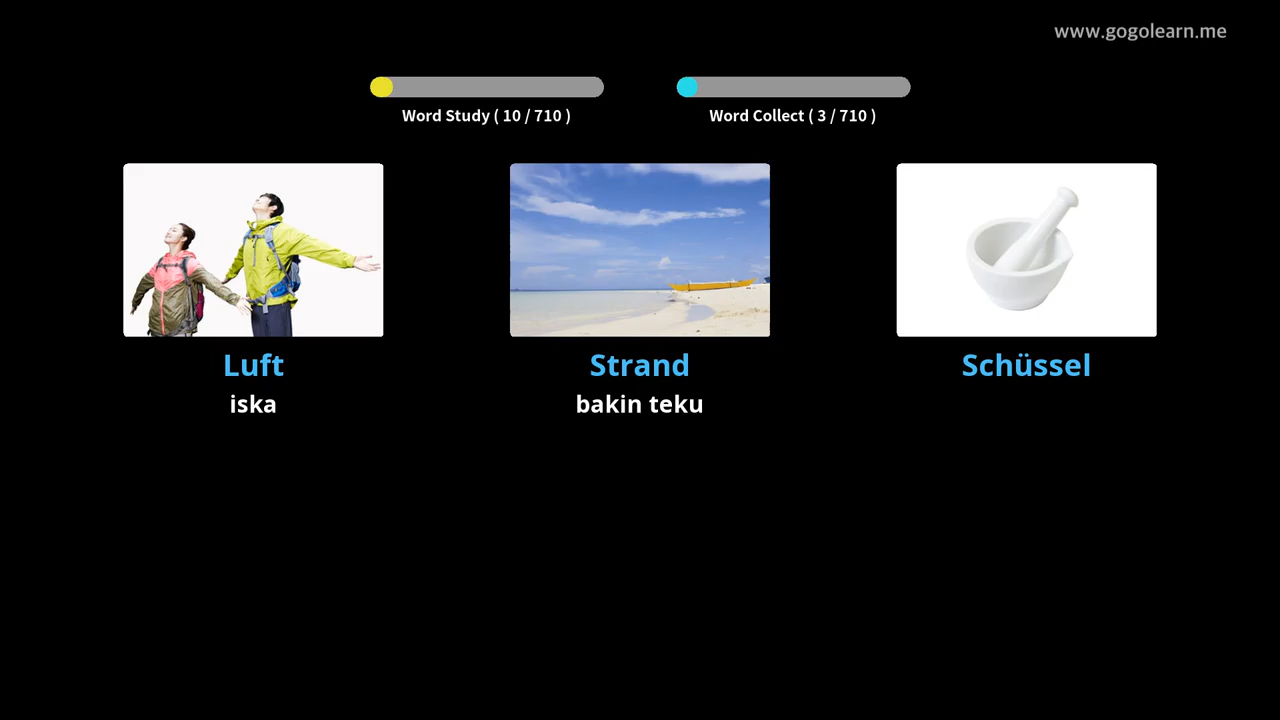 www.gogolearn.me
Word Study ( 10 / 710 )
Word Collect ( 3 / 710 )
Luft
Strand
Schüssel
iska
bakin teku